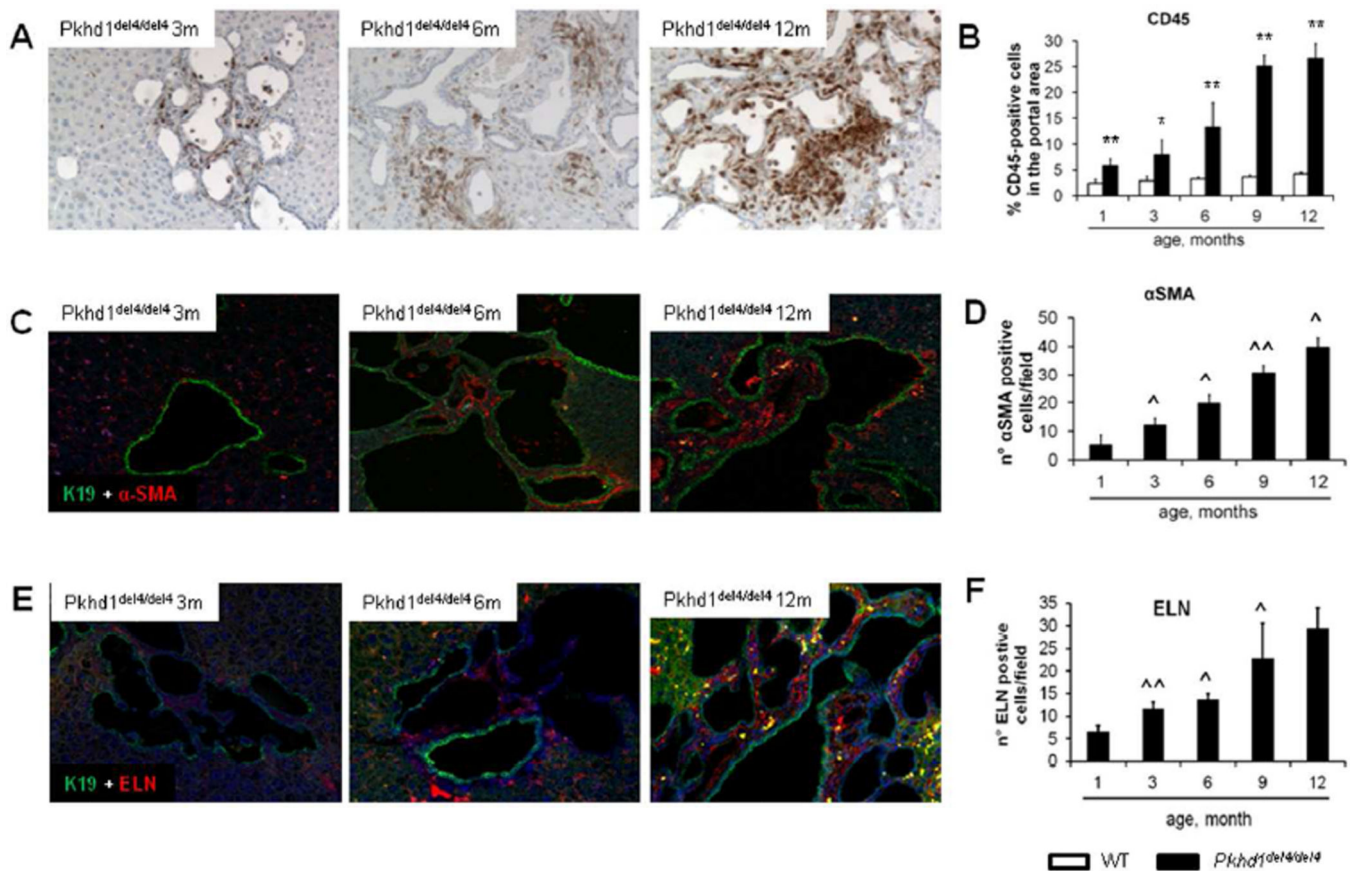 A
Pkhd1del4/del4 3m
Pkhd1del4/del4 6m
Pkhd1del4/del4 12m
B
CD45
% CD45-positive cells
in the portal area
30
25
20
15
10
5
0
**
*
**
**
**
1 3 6 9 12
age, months
C
Pkhd1del4/del4 3m
Pkhd1del4/del4 6m
Pkhd1del4/del4 12m
K19 + α-SMA
D
αSMA
n° αSMA positive
cells/field
50
40
30
20
10
0
^
^
^^
^
1 3 6 9 12
age, months
E
Pkhd1del4/del4 3m
Pkhd1del4/del4 6m
Pkhd1del4/del4 12m
K19 + ELN
F
ELN
n° ELN postive
cells/field
35
30
25
20
15
10
5
0
^^
^
^
1 3 6 9 12
age, month
WT Pkhd1del4/del4